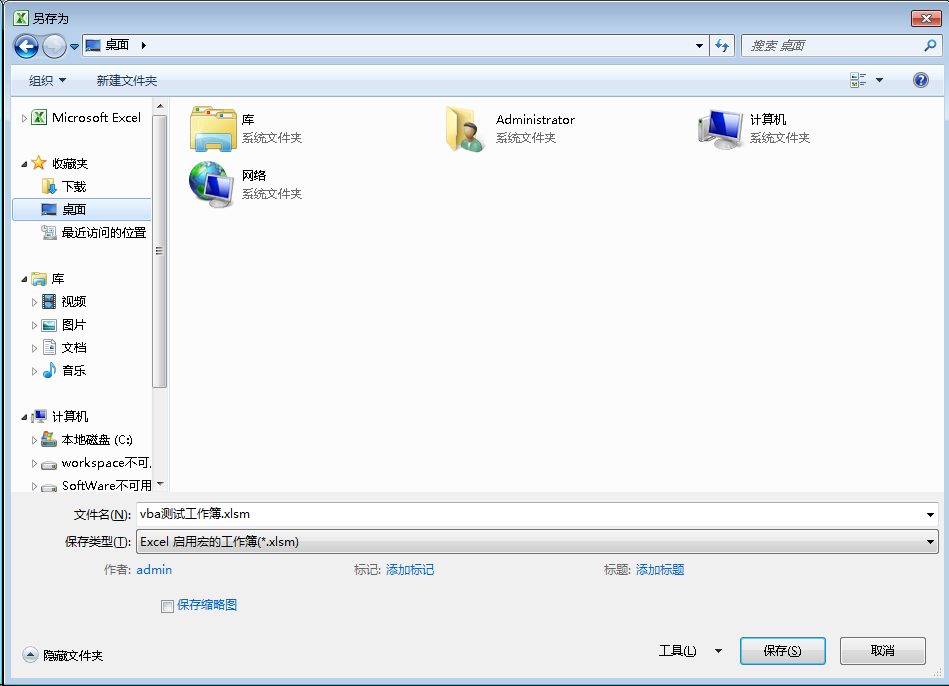 另存为
桌面
搜索 桌面
组织
新建文件夹
Microsoft Excel
收藏夹
下载
桌面
最近访问的位置
库
视频
图片
文档
音乐
计算机
本地磁盘 (C:)
workspace不可.
SoftWare不可用
库
系统文件夹
Administrator
系统文件夹
计算机
系统文件夹
网络
系统文件夹
文件名(N): vba测试工作簿.xlsm
保存类型(T): Excel 启用宏的工作簿(*.xlsm)
作者: admin 标记: 添加标记 标题: 添加标题
保存缩略图
隐藏文件夹 工具(L) 保存(S) 取消